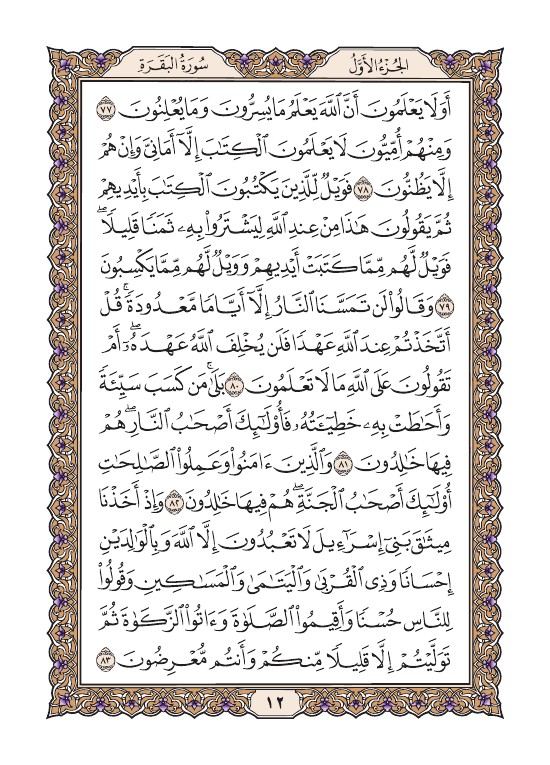 الجُزْءُ الأَوَّلُ
سُورَةُ البَقَرَةِ
أَوَلَا يَعْلَمُونَ أَنَّ ٱللَّهَ يَعْلَمُ مَا يُسِرُّونَ وَمَا يُعْلِنُونَ ٧٧
وَمِنْهُمْ أُمِّيُّونَ لَا يَعْلَمُونَ ٱلْكِتَٰبَ إِلَّآ أَمَانِىَّ وَإِنْ هُمْ
إِلَّا يَظُنُّونَ ٧٨ فَوَيْلٌ لِّلَّذِينَ يَكْتُبُونَ ٱلْكِتَٰبَ بِأَيْدِيهِمْ
ثُمَّ يَقُولُونَ هَٰذَا مِنْ عِندِ ٱللَّهِ لِيَشْتَرُوا۟ بِهِۦ ثَمَنًا قَلِيلًا ۖ
فَوَيْلٌ لَّهُم مِّمَّا كَتَبَتْ أَيْدِيهِمْ وَوَيْلٌ لَّهُم مِّمَّا يَكْسِبُونَ
٧٩ وَقَالُوا۟ لَن تَمَسَّنَا ٱلنَّارُ إِلَّآ أَيَّامًا مَّعْدُودَةً ۚ قُلْ
أَتَّخَذْتُمْ عِندَ ٱللَّهِ عَهْدًا فَلَن يُخْلِفَ ٱللَّهُ عَهْدَهُۥٓ ۖ أَمْ
تَقُولُونَ عَلَى ٱللَّهِ مَا لَا تَعْلَمُونَ ٨٠ بَلَىٰ ۚ مَن كَسَبَ سَيِّئَةً
وَأَحَٰطَتْ بِهِۦ خَطِيٓـَٔتُهُۥ فَأُو۟لَٰٓئِكَ أَصْحَٰبُ ٱلنَّارِ ۖ هُمْ
فِيهَا خَٰلِدُونَ ٨١ وَٱلَّذِينَ ءَامَنُوا۟ وَعَمِلُوا۟ ٱلصَّٰلِحَٰتِ
أُو۟لَٰٓئِكَ أَصْحَٰبُ ٱلْجَنَّةِ ۖ هُمْ فِيهَا خَٰلِدُونَ ٨٢ وَإِذْ أَخَذْنَا
مِيثَٰقَ بَنِىٓ إِسْرَٰٓءِيلَ لَا تَعْبُدُونَ إِلَّا ٱللَّهَ وَبِٱلْوَٰلِدَيْنِ
إِحْسَانًا وَذِى ٱلْقُرْبَىٰ وَٱلْيَتَٰمَىٰ وَٱلْمَسَٰكِينِ وَقُولُوا۟
لِلنَّاسِ حُسْنًا وَأَقِيمُوا۟ ٱلصَّلَوٰةَ وَءَاتُوا۟ ٱلزَّكَوٰةَ ثُمَّ
تَوَلَّيْتُمْ إِلَّا قَلِيلًا مِّنكُمْ وَأَنتُم مُّعْرِضُونَ ٨٣
١٢